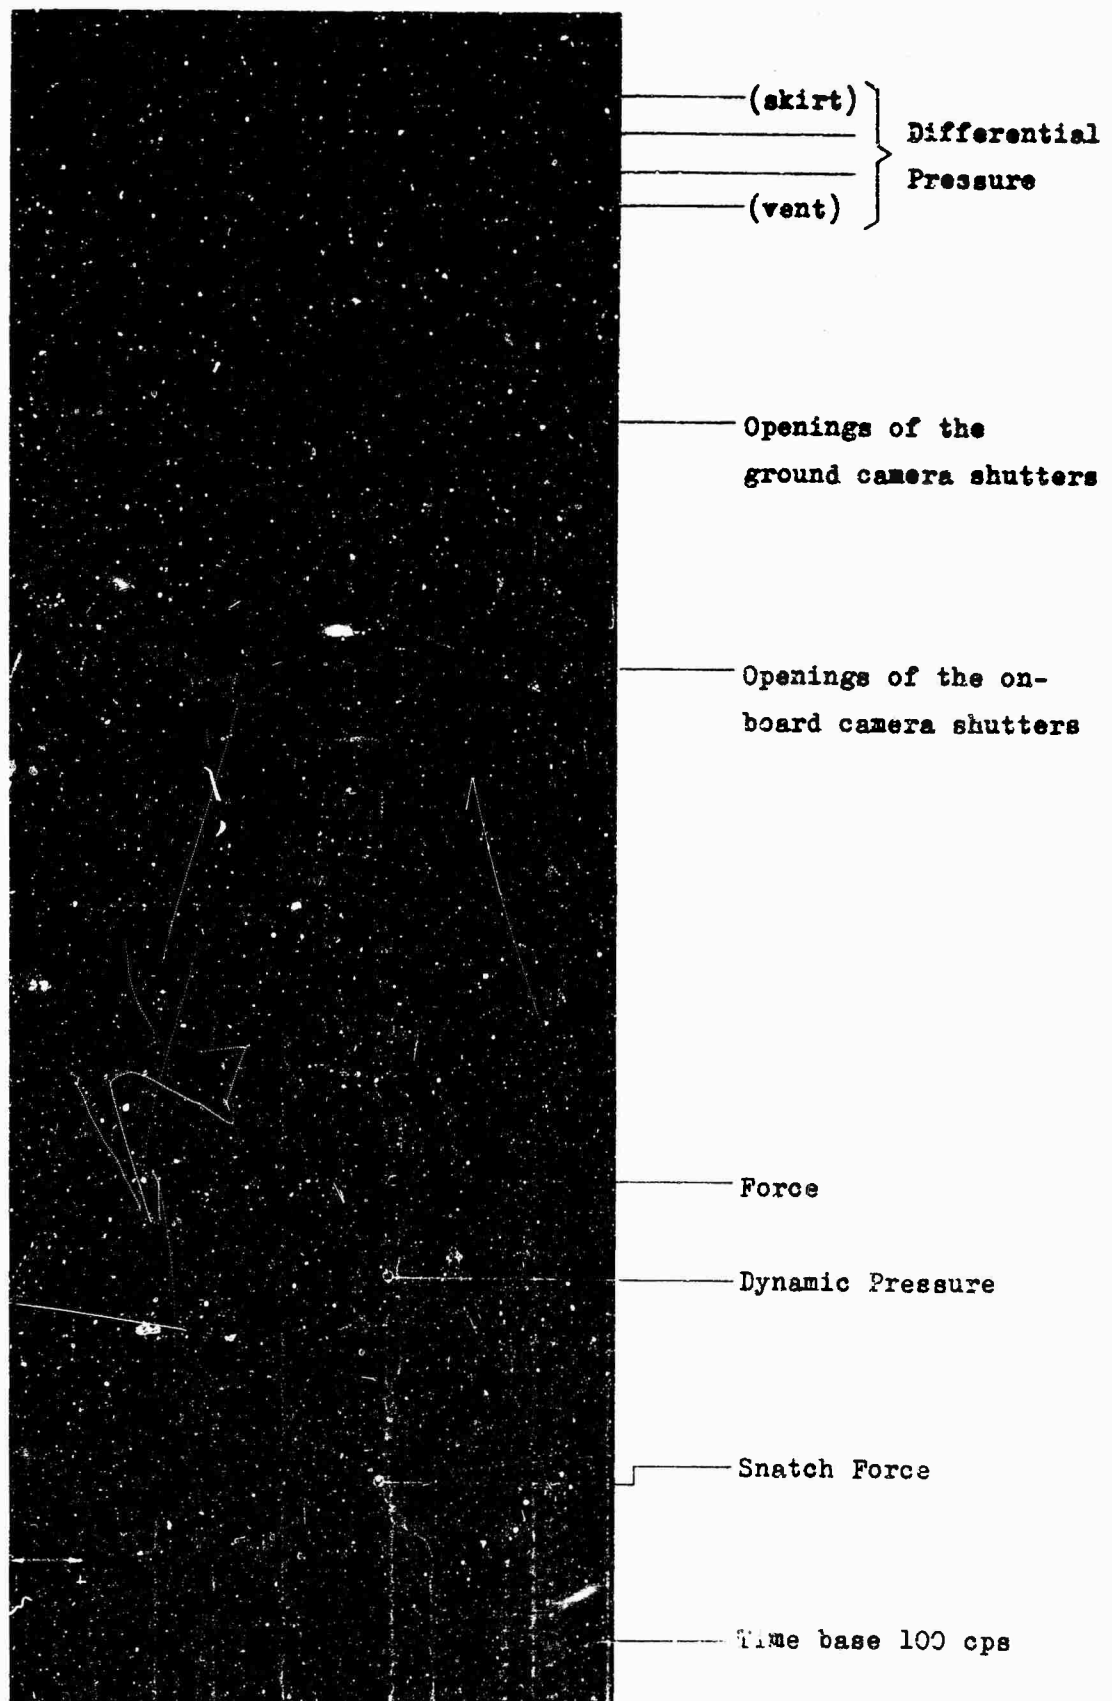 (skirt)
Differential
Pressure
(vent)
Openings of the
ground camera shutters
Openings of the on-
board camera shutters
Force
Dynamic Pressure
Snatch Force
Time base 100 cps